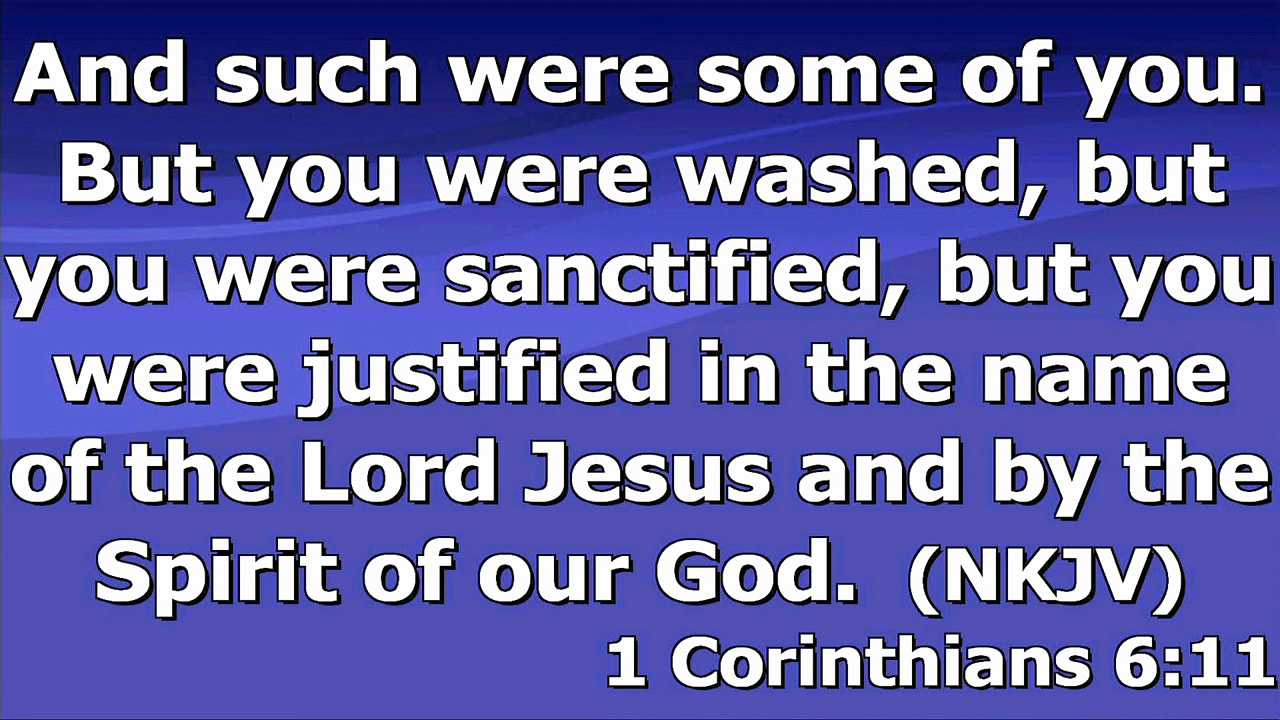 And such were some of you.
But you were washed, but
you were sanctified, but you
were justified in the name
of the Lord Jesus and by the
Spirit of our God.  (NKJV)
1 Corinthians 6:11